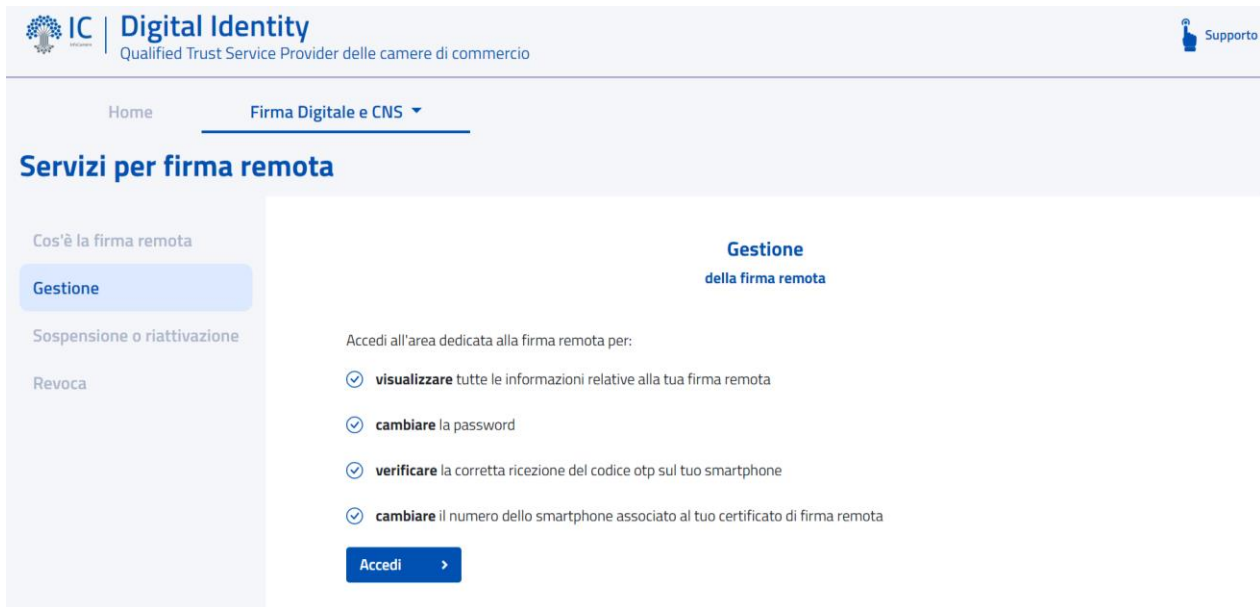 IC
Digital Identity
Qualified Trust Service Provider delle camere di commercio
Supporto
Home
Firma Digitale e CNS
Servizi per firma remota
Cos'è la firma remota
Gestione
Sospensione o riattivazione
Revoca
Gestione
della firma remota
Accedi all'area dedicata alla firma remota per:
visualizzare tutte le informazioni relative alla tua firma remota
cambiare la password
verificare la corretta ricezione del codice otp sul tuo smartphone
cambiare il numero dello smartphone associato al tuo certificato di firma remota
Accedi